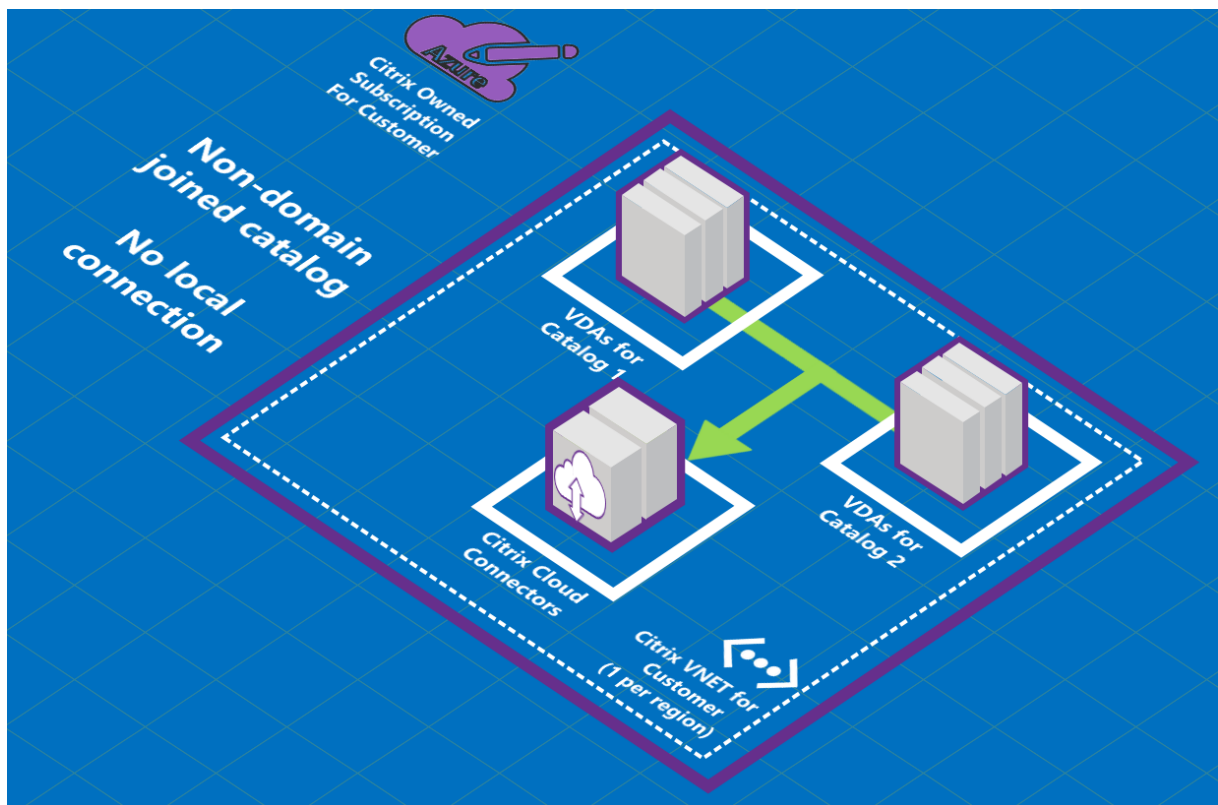 Azure
Citrix Owned
Subscription
For Customer
Non-domain
joined catalog
No local
connection
VDAs for
Catalog 1
VDAs for
Catalog 2
Citrix Cloud
Connectors
Citrix VNET for
Customer
(1 per region)